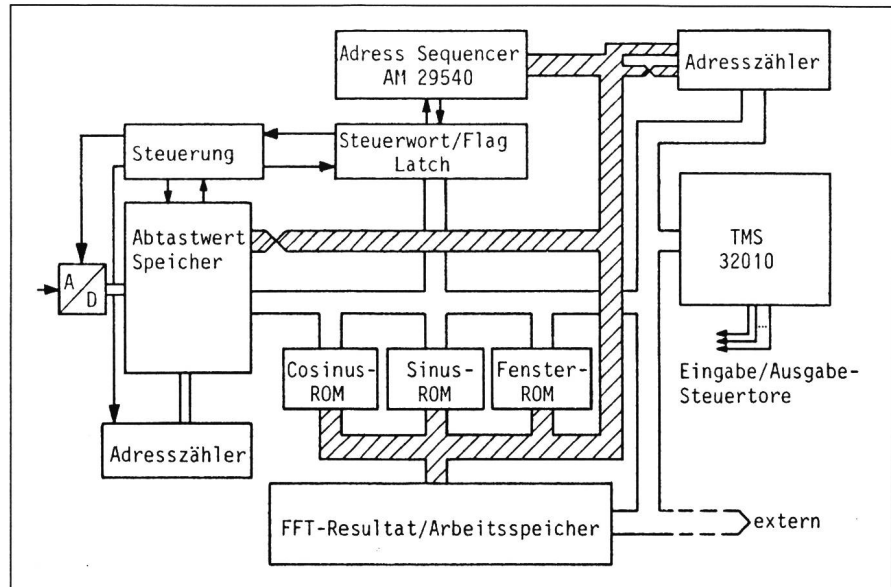 Adress Sequencer
AM 29540
Adresszähler
Steuerung
Steuerwort/Flag
Latch
Abtastwert
Speicher
TMS
32010
A
D
Cosinus-
ROM
Sinus-
ROM
Fenster-
ROM
Eingabe/Ausgabe-
Steuertore
Adresszähler
FFT-Resultat/Arbeitsspeicher
extern